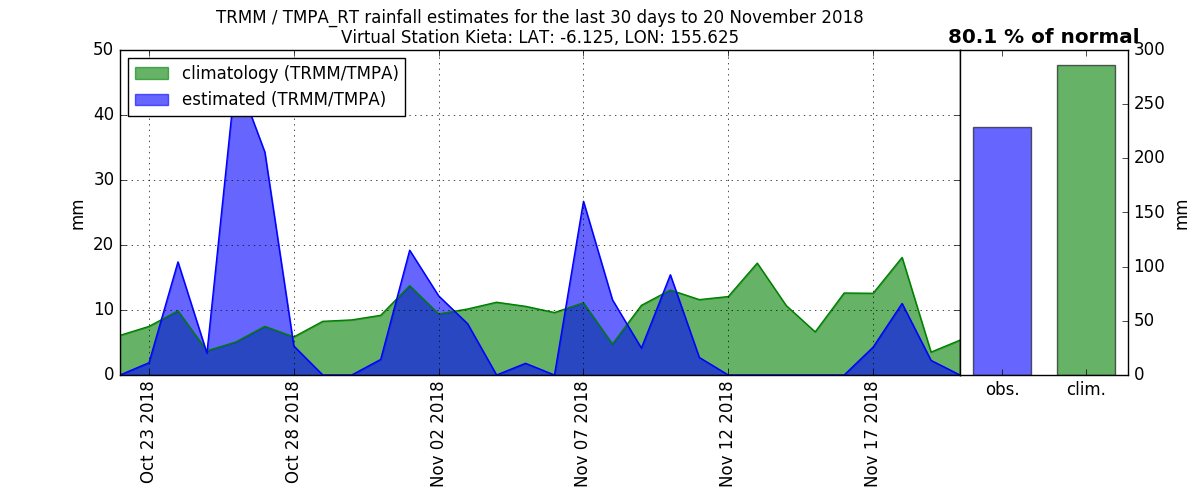 TRMM / TMPA_RT rainfall estimates for the last 30 days to 20 November 2018
Virtual Station Kieta: LAT: -6.125, LON: 155.625
80.1 % of normal
climatology (TRMM/TMPA)
estimated (TRMM/TMPA)
50
40
30
20
10
0
mm
Oct 23 2018
Oct 28 2018
Nov 02 2018
Nov 07 2018
Nov 12 2018
Nov 17 2018
300
250
200
150
100
50
0
mm
obs.
clim.